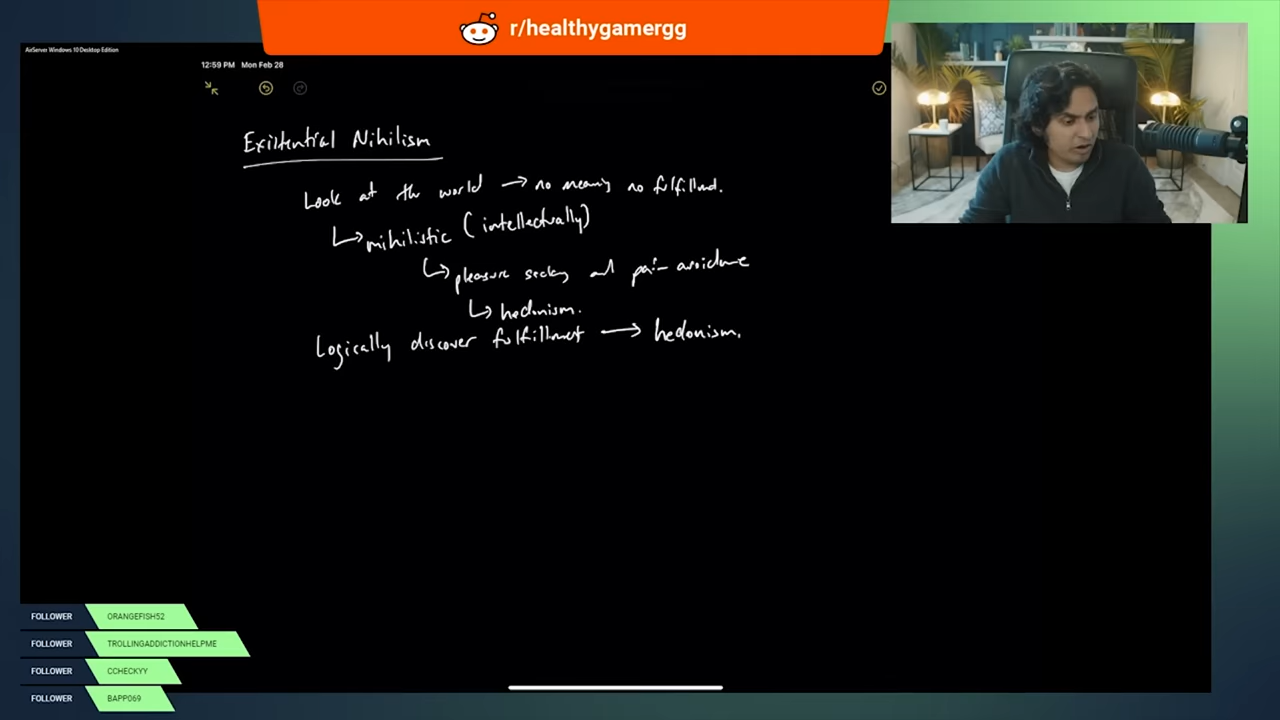 r/healthygamergg
AirServer Windows 10 Desktop Edition
12:59 PM Mon Feb 28
Existential Nihilism
Look at the world → no meaning no fulfillment.
↳ nihilistic (intellectually)
↳ pleasure seeking and pain avoidance
↳ hedonism.
Logically discover fulfillment → hedonism.
FOLLOWER ORANGEFISH52
FOLLOWER TROLLINGADDICTIONHELPME
FOLLOWER CCHECKYY
FOLLOWER BAPP069